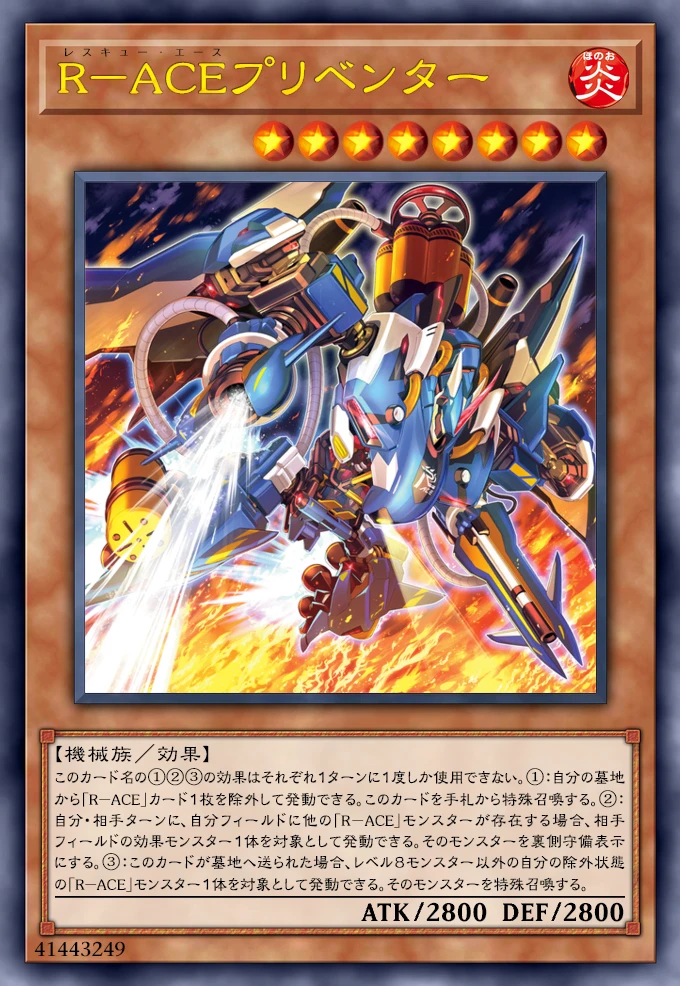 レスキュー・エース
R－ACEプリベンター
ほのお
炎
【機械族／効果】
このカード名の①②③の効果はそれぞれ1ターンに1度しか使用できない。①：自分の墓地
から「R－ACE」カード1枚を除外して発動できる。このカードを手札から特殊召喚する。②：
自分・相手ターンに、自分フィールドに他の「R－ACE」モンスターが存在する場合、相手
フィールドの効果モンスター1体を対象として発動できる。そのモンスターを裏側守備表示
にする。③：このカードが墓地へ送られた場合、レベル8モンスター以外の自分の除外状態
の「R－ACE」モンスター1体を対象として発動できる。そのモンスターを特殊召喚する。
ATK/2800 DEF/2800
41443249